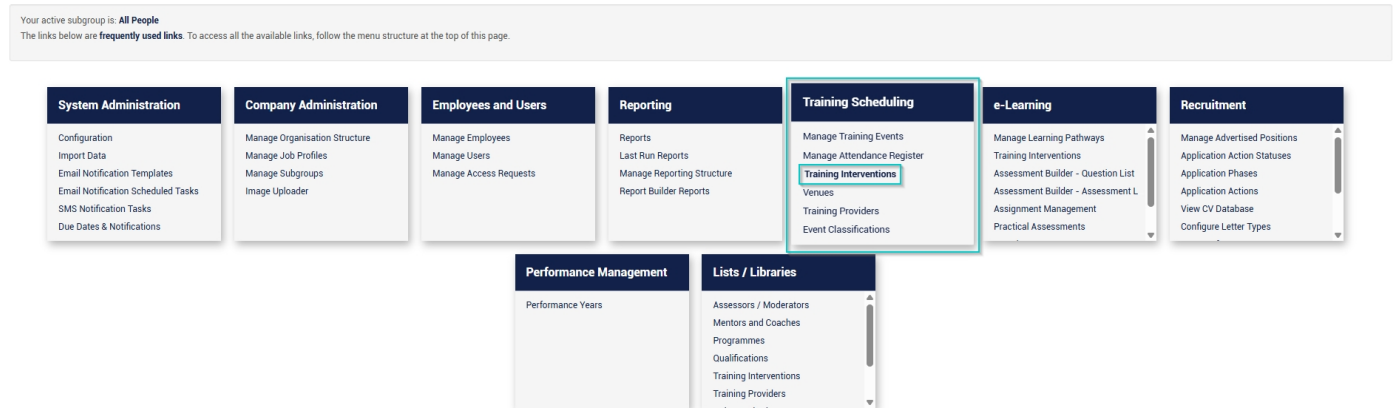 Your active subgroup is: All People
The links below are frequently used links. To access all the available links, follow the menu structure at the top of this page.
System Administration
Configuration
Import Data
Email Notification Templates
Email Notification Scheduled Tasks
SMS Notification Tasks
Due Dates & Notifications
Company Administration
Manage Organisation Structure
Manage Job Profiles
Manage Subgroups
Image Uploader
Employees and Users
Manage Employees
Manage Users
Manage Access Requests
Reporting
Reports
Last Run Reports
Manage Reporting Structure
Report Builder Reports
Training Scheduling
Manage Training Events
Manage Attendance Register
Training Interventions
Venues
Training Providers
Event Classifications
e-Learning
Manage Learning Pathways
Training Interventions
Assessment Builder - Question List
Assessment Builder - Assessment L
Assignment Management
Practical Assessments
Recruitment
Manage Advertised Positions
Application Action Statuses
Application Phases
Application Actions
View CV Database
Configure Letter Types
Performance Management
Performance Years
Lists / Libraries
Assessors / Moderators
Mentors and Coaches
Programmes
Qualifications
Training Interventions
Training Providers